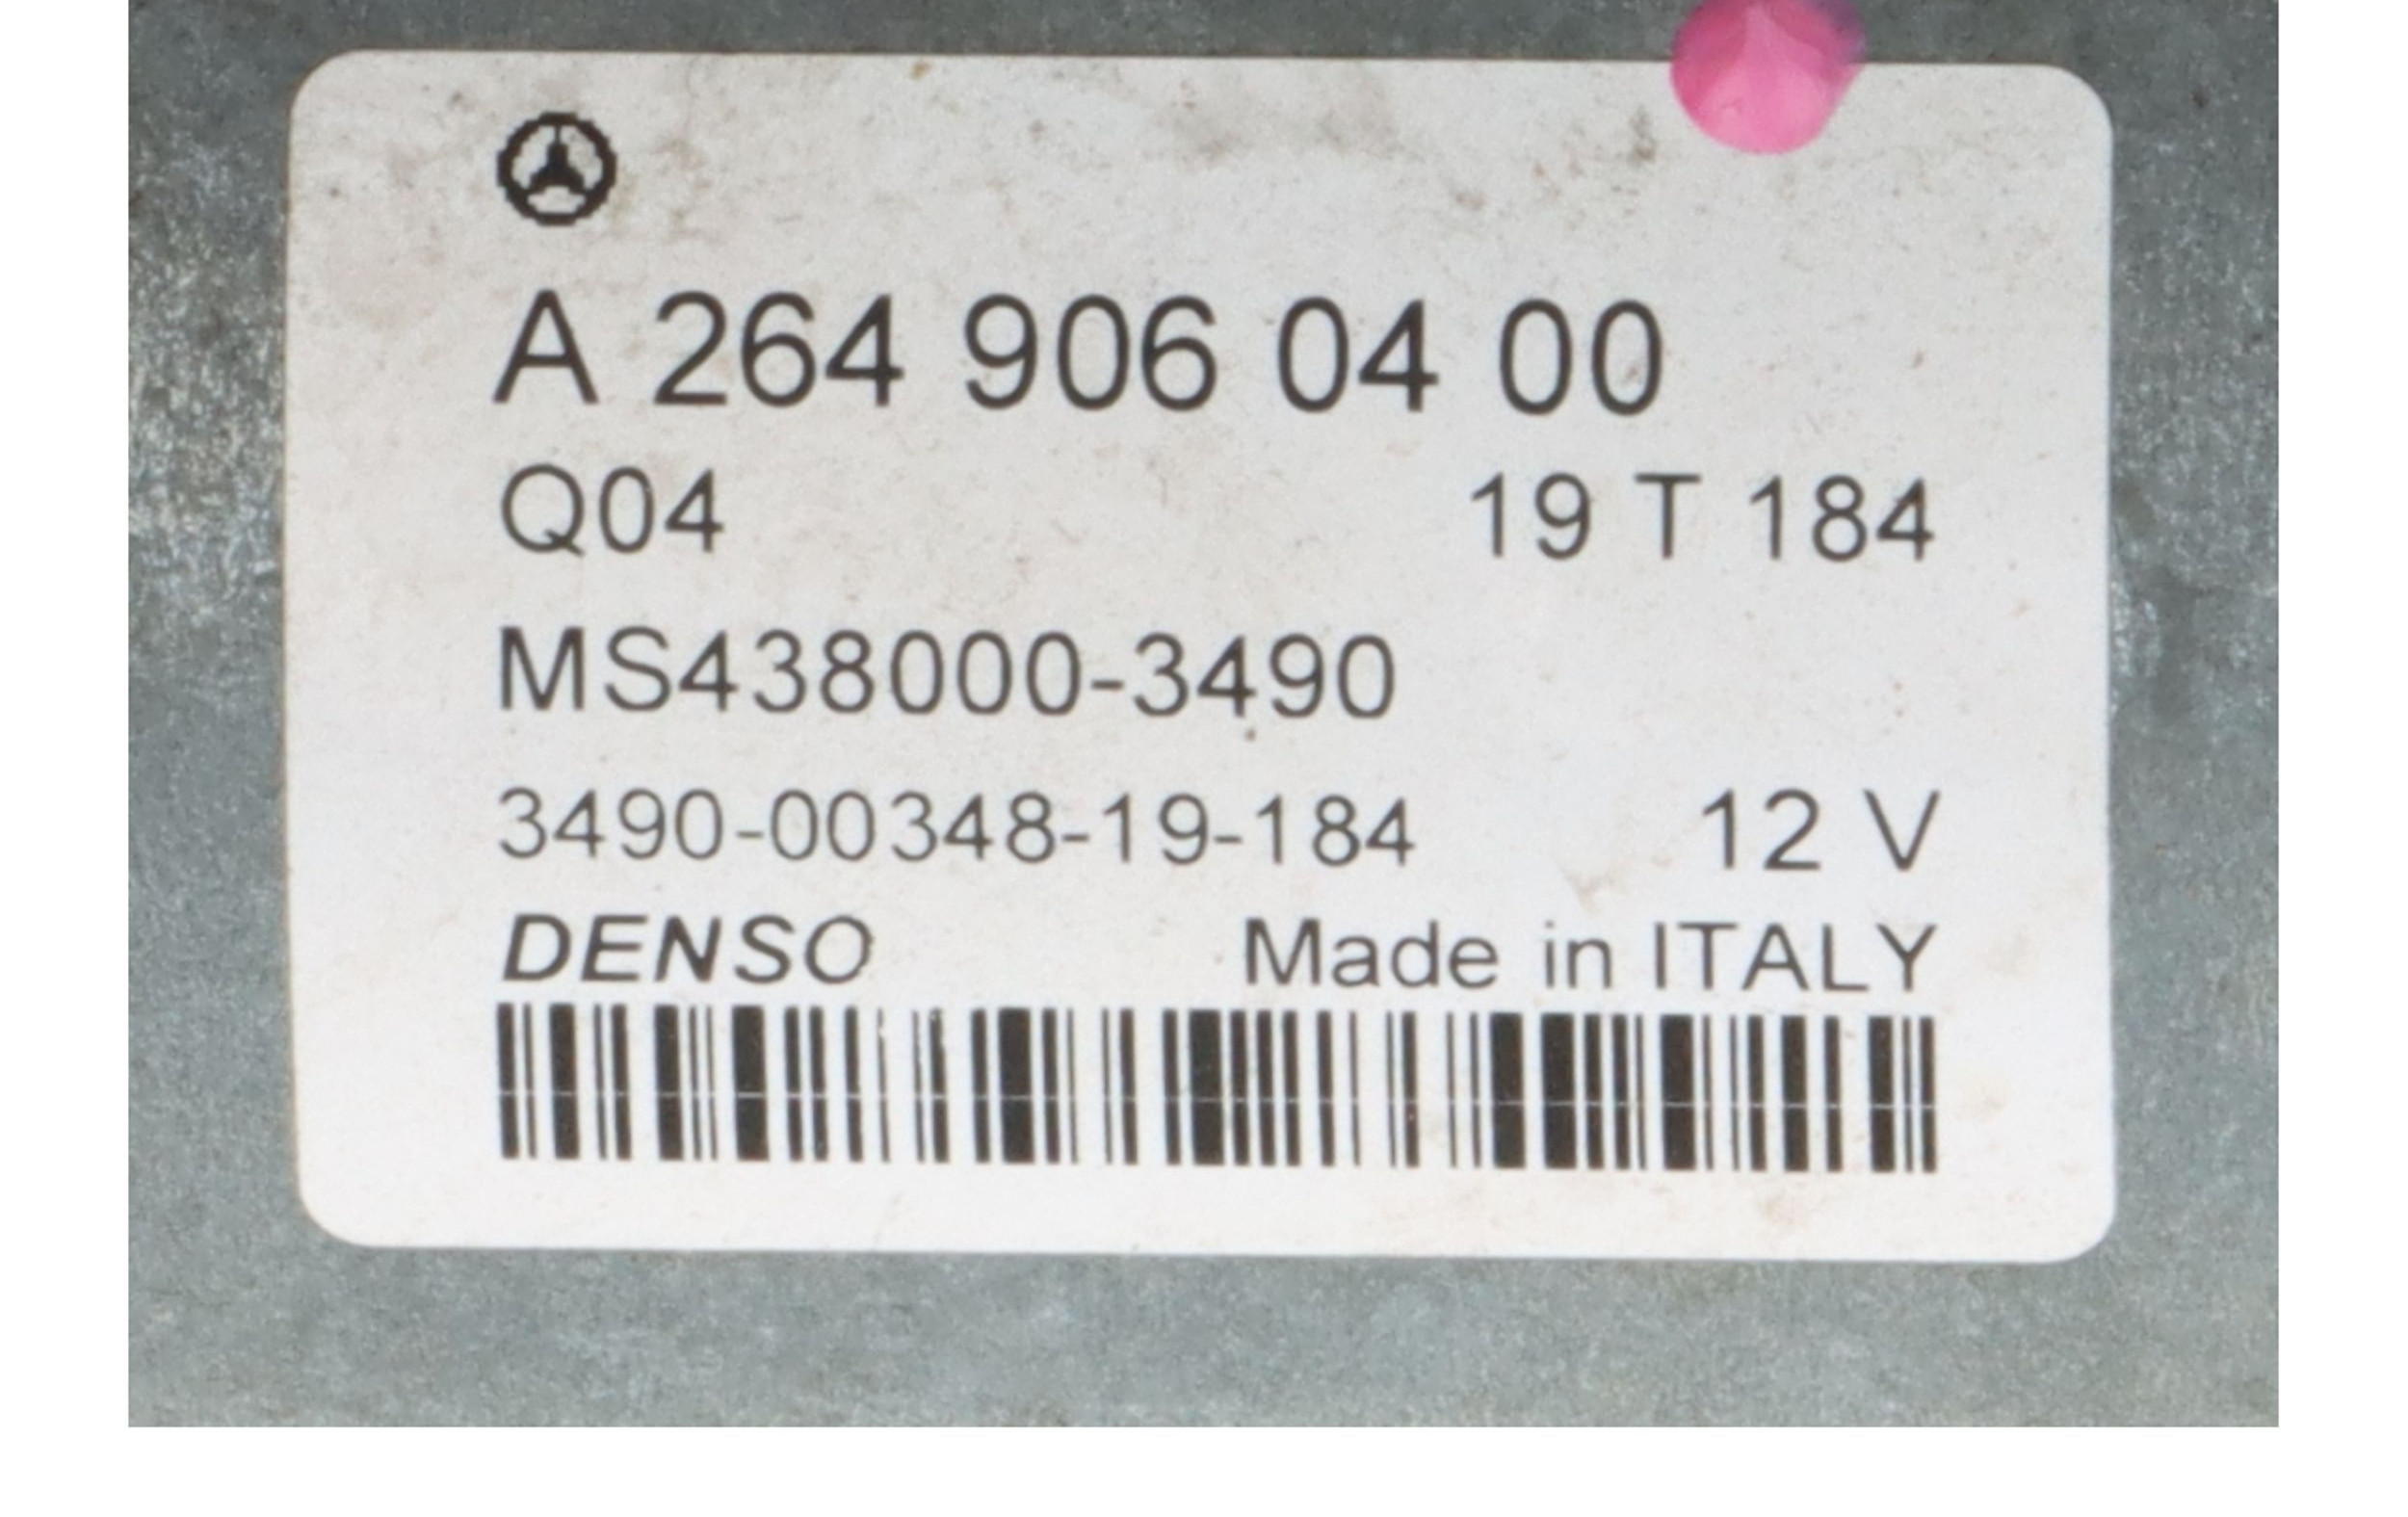 A 264 906 04 00
Q04 19 T 184
MS438000-3490
3490-00348-19-184 12 V
DENSO Made in ITALY